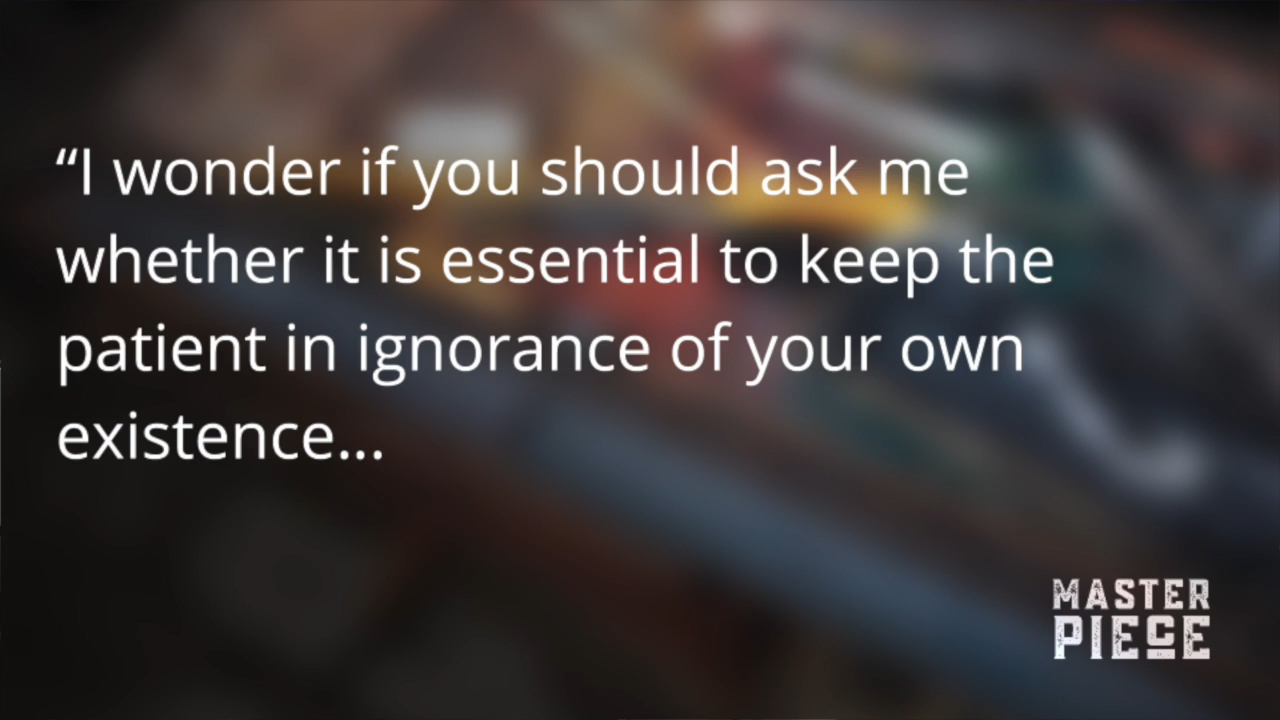 “I wonder if you should ask me
whether it is essential to keep the
patient in ignorance of your own
existence...
MASTER
PIECE